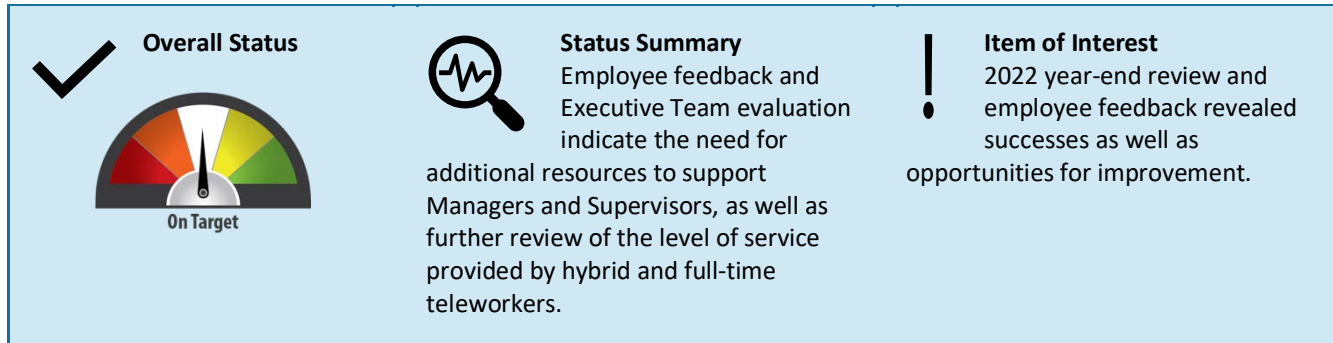 Overall Status
On Target
Status Summary
Employee feedback and
Executive Team evaluation
indicate the need for
additional resources to support
Managers and Supervisors, as well as
further review of the level of service
provided by hybrid and full-time
teleworkers.
Item of Interest
2022 year-end review and
employee feedback revealed
successes as well as
opportunities for improvement.